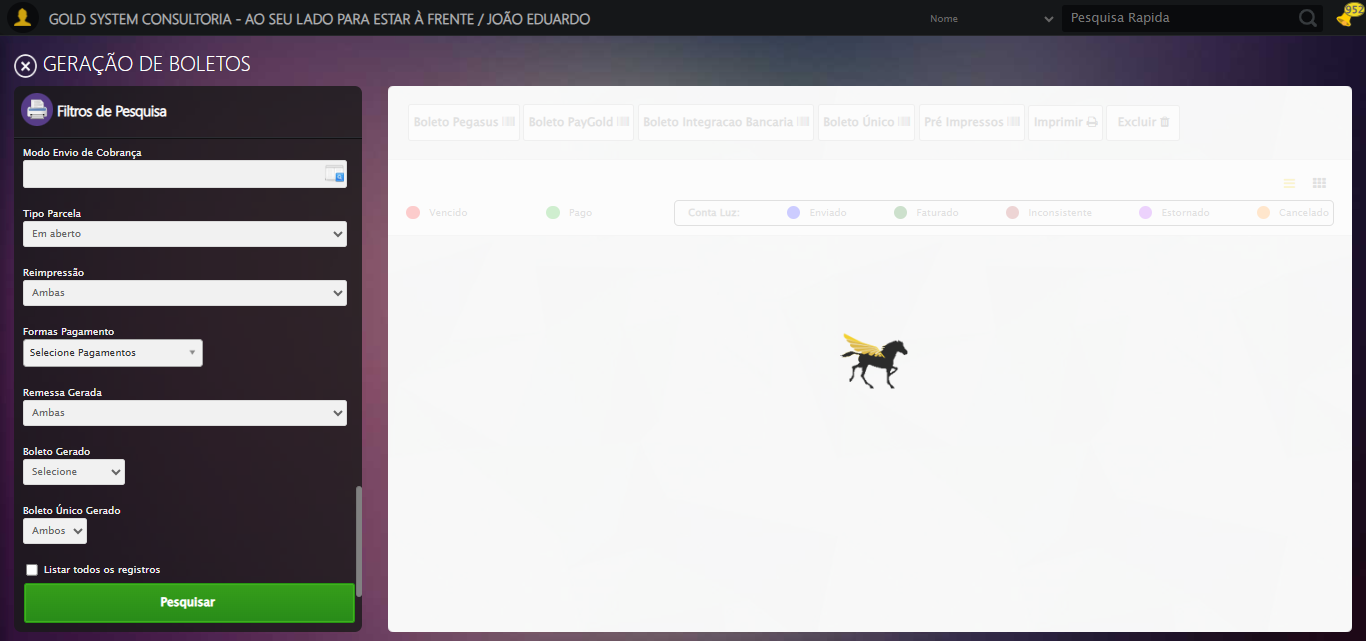 GOLD SYSTEM CONSULTORIA - AO SEU LADO PARA ESTAR À FRENTE / JOÃO EDUARDO
Nome
Pesquisa Rapida
952
GERAÇÃO DE BOLETOS
Filtros de Pesquisa
Modo Envio de Cobrança
Tipo Parcela
Em aberto
Reimpressão
Ambas
Formas Pagamento
Selecione Pagamentos
Remessa Gerada
Ambas
Boleto Gerado
Selecione
Boleto Único Gerado
Ambos
Listar todos os registros
Pesquisar
Boleto Pegasus
Boleto PayGold
Boleto Integracao Bancaria
Boleto Único
Pré Impressos
Imprimir
Excluir
Vencido
Pago
Conta Luz:
Enviado
Faturado
Inconsistente
Estornado
Cancelado